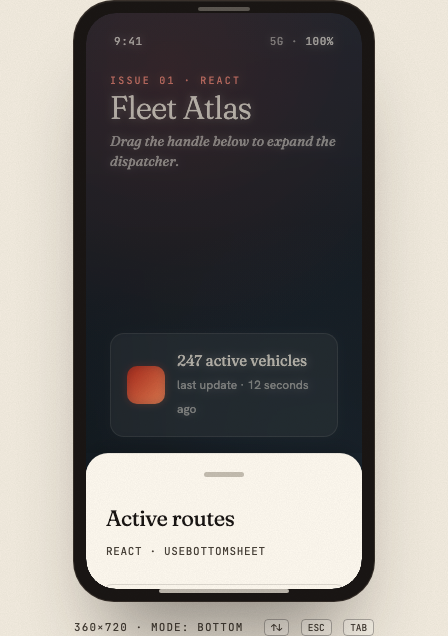 9:41
5G · 100%
ISSUE 01 · REACT
Fleet Atlas
Drag the handle below to expand the
dispatcher.
247 active vehicles
last update · 12 seconds
ago
Active routes
REACT · USEBOTTOMSHEET
360×720 · MODE: BOTTOM
↑↓ ESC TAB